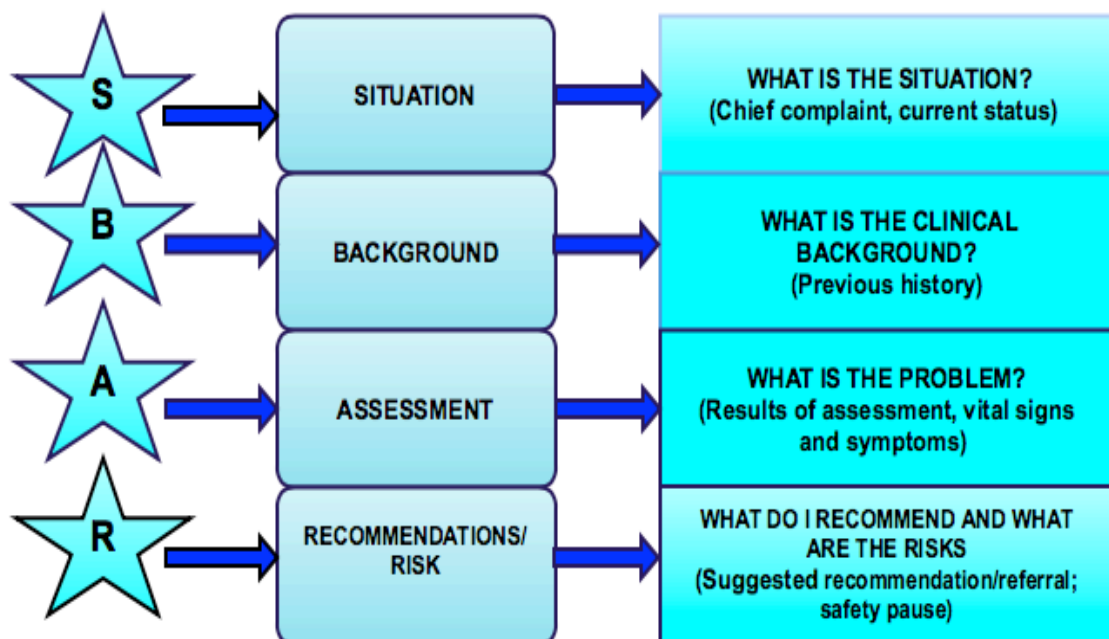 S
SITUATION
WHAT IS THE SITUATION?
(Chief complaint, current status)
B
BACKGROUND
WHAT IS THE CLINICAL
BACKGROUND?
(Previous history)
A
ASSESSMENT
WHAT IS THE PROBLEM?
(Results of assessment, vital signs
and symptoms)
R
RECOMMENDATIONS/
RISK
WHAT DO I RECOMMEND AND WHAT
ARE THE RISKS
(Suggested recommendation/referral;
safety pause)